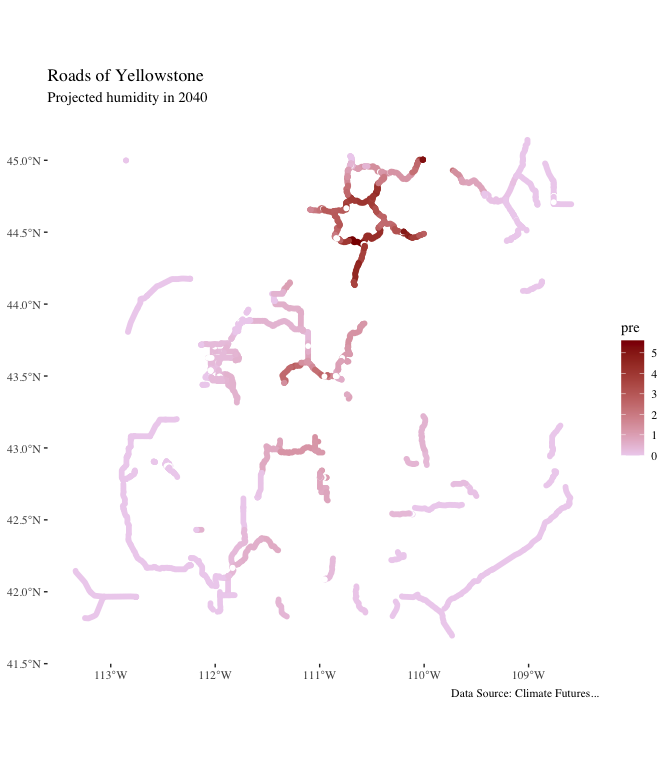 Roads of Yellowstone
Projected humidity in 2040
45.0°N
44.5°N
44.0°N
43.5°N
43.0°N
42.5°N
42.0°N
41.5°N
113°W
112°W
111°W
110°W
109°W
pre
5
4
3
2
1
0
Data Source: Climate Futures...